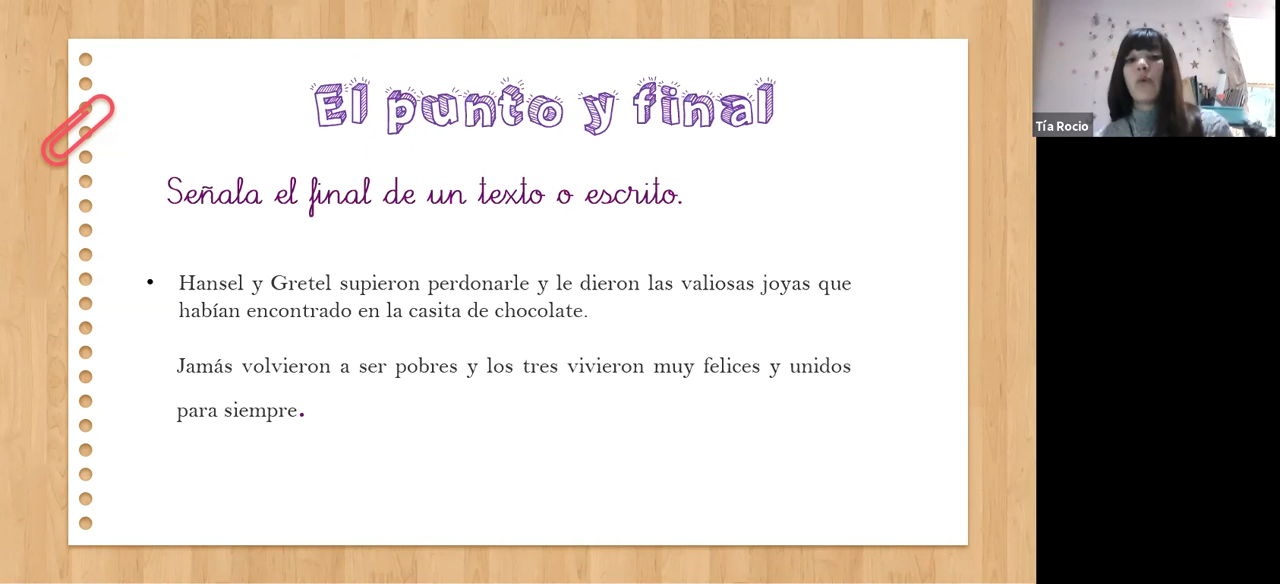 El punto y final
Señala el final de un texto o escrito.
• Hansel y Gretel supieron perdonarle y le dieron las valiosas joyas que
habían encontrado en la casita de chocolate.
Jamás volvieron a ser pobres y los tres vivieron muy felices y unidos
para siempre.
Tía Rocio